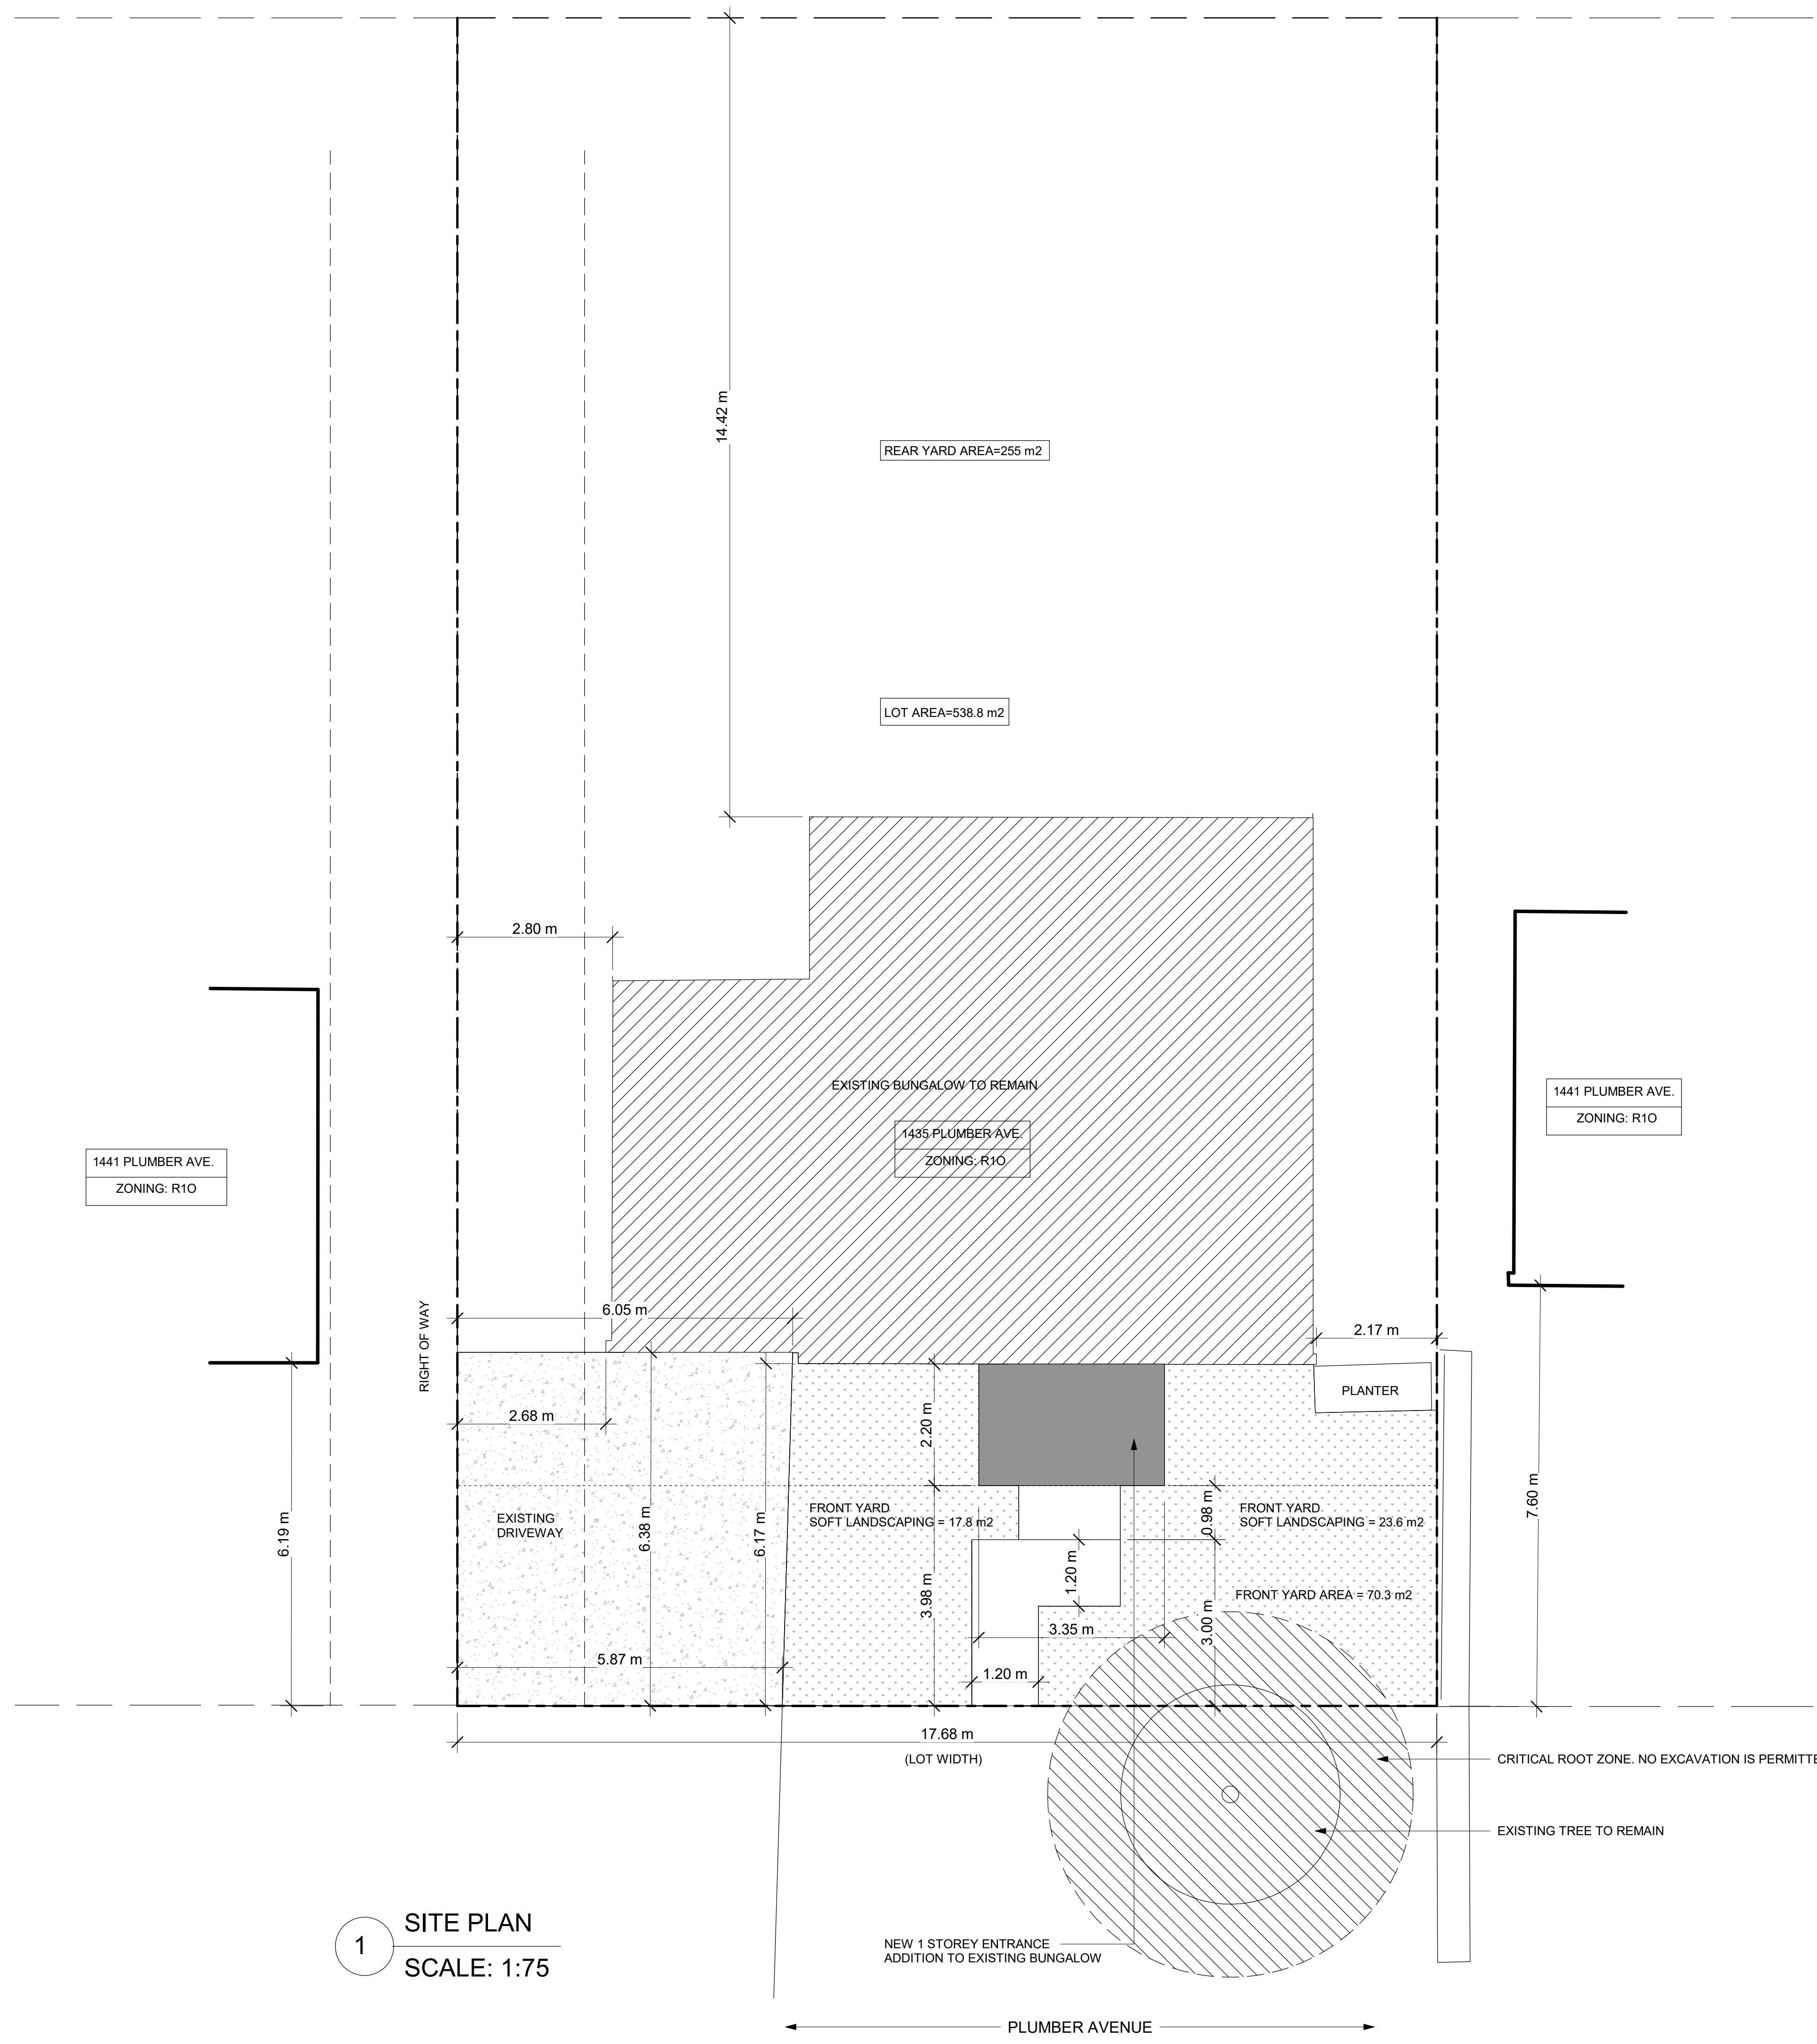 14.42 m
REAR YARD AREA=255 m2
LOT AREA=538.8 m2
2.80 m
EXISTING BUNGALOW TO REMAIN
1435 PLUMBER AVE.
ZONING: R1O
1441 PLUMBER AVE.
ZONING: R1O
1441 PLUMBER AVE.
ZONING: R1O
RIGHT OF WAY
6.05 m
2.17 m
PLANTER
2.68 m
2.20 m
6.19 m
EXISTING
DRIVEWAY
6.38 m
6.17 m
FRONT YARD
SOFT LANDSCAPING = 17.8 m2
0.98 m
FRONT YARD
SOFT LANDSCAPING = 23.6 m2
7.60 m
3.98 m
1.20 m
FRONT YARD AREA = 70.3 m2
3.00 m
3.35 m
5.87 m
1.20 m
17.68 m
(LOT WIDTH)
CRITICAL ROOT ZONE. NO EXCAVATION IS PERMITTE
EXISTING TREE TO REMAIN
1
SITE PLAN
SCALE: 1:75
NEW 1 STOREY ENTRANCE
ADDITION TO EXISTING BUNGALOW
PLUMBER AVENUE